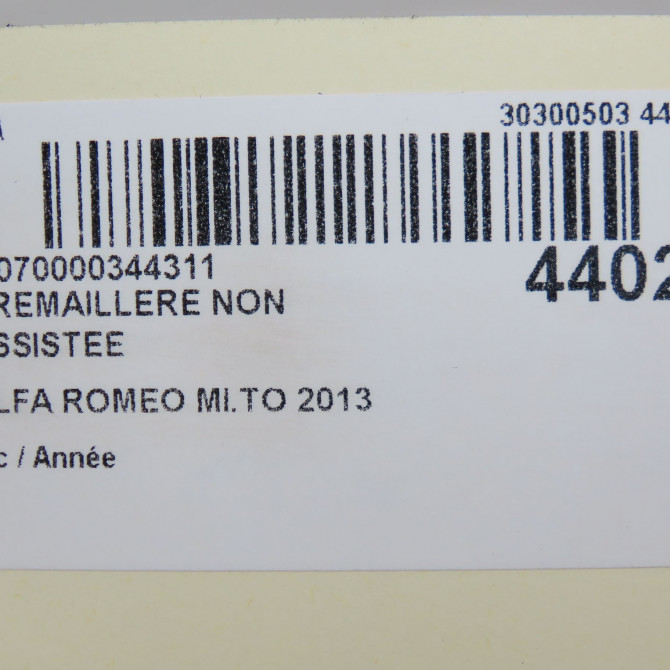 30300503 44
070000344311
4402
REMAILLERE NON
SSISTEE
LFA ROMEO MI.TO 2013
c / Année